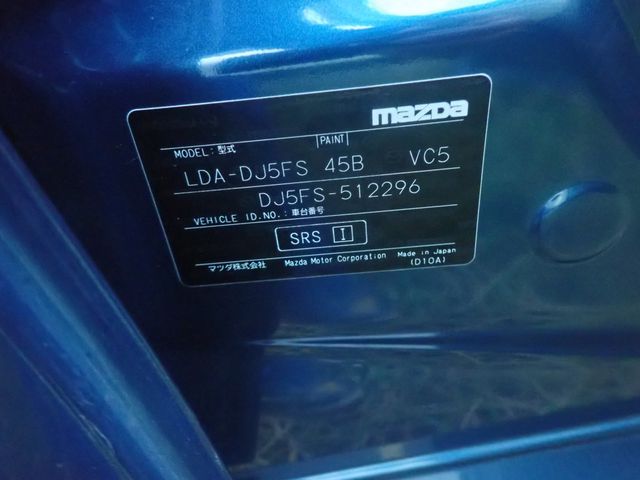 mazda
MODEL: 型式 PAINT
LDA-DJ5FS 45B VC5
DJ5FS-512296
VEHICLE ID.NO.: 車台番号
SRS I
マツダ株式会社 Mazda Motor Corporation Made in Japan
(D10A)